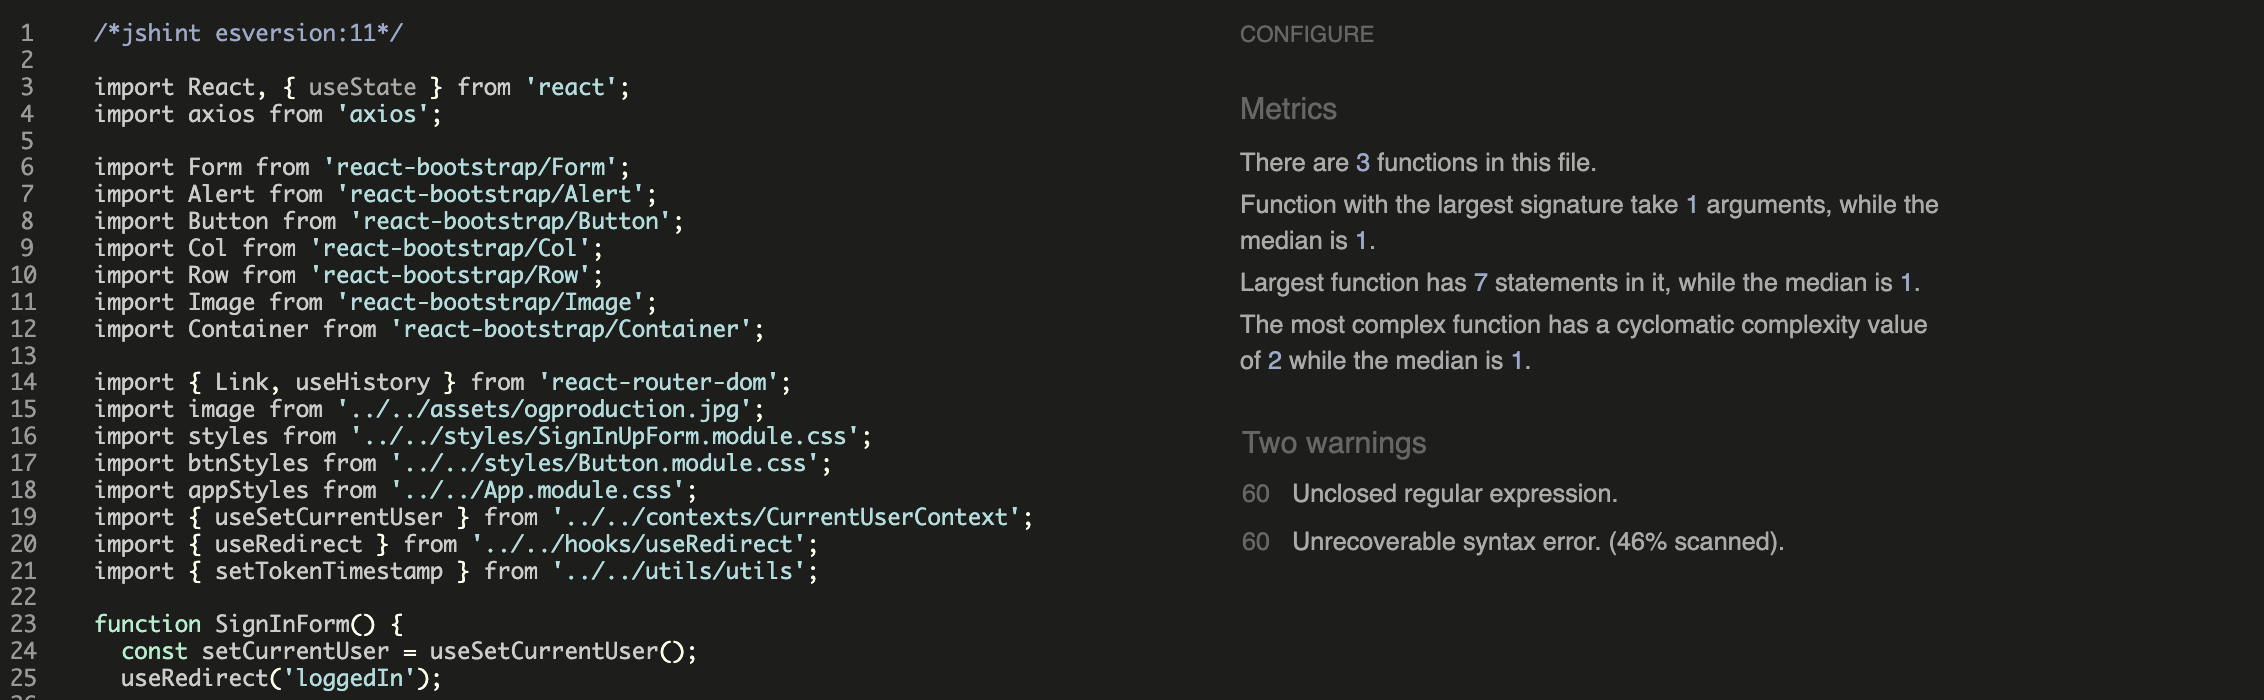 1 /*jshint esversion:11*/
2
3 import React, { useState } from 'react';
4 import axios from 'axios';
5
6 import Form from 'react-bootstrap/Form';
7 import Alert from 'react-bootstrap/Alert';
8 import Button from 'react-bootstrap/Button';
9 import Col from 'react-bootstrap/Col';
10 import Row from 'react-bootstrap/Row';
11 import Image from 'react-bootstrap/Image';
12 import Container from 'react-bootstrap/Container';
13
14 import { Link, useHistory } from 'react-router-dom';
15 import image from '../../assets/ogproduction.jpg';
16 import styles from '../../styles/SignInUpForm.module.css';
17 import btnStyles from '../../styles/Button.module.css';
18 import appStyles from '../../App.module.css';
19 import { useSetCurrentUser } from '../../contexts/CurrentUserContext';
20 import { useRedirect } from '../../hooks/useRedirect';
21 import { setTokenTimestamp } from '../../utils/utils';
22
23 function SignInForm() {
24   const setCurrentUser = useSetCurrentUser();
25   useRedirect('loggedIn');
CONFIGURE
Metrics
There are 3 functions in this file.
Function with the largest signature take 1 arguments, while the
median is 1.
Largest function has 7 statements in it, while the median is 1.
The most complex function has a cyclomatic complexity value
of 2 while the median is 1.
Two warnings
60 Unclosed regular expression.
60 Unrecoverable syntax error. (46% scanned).